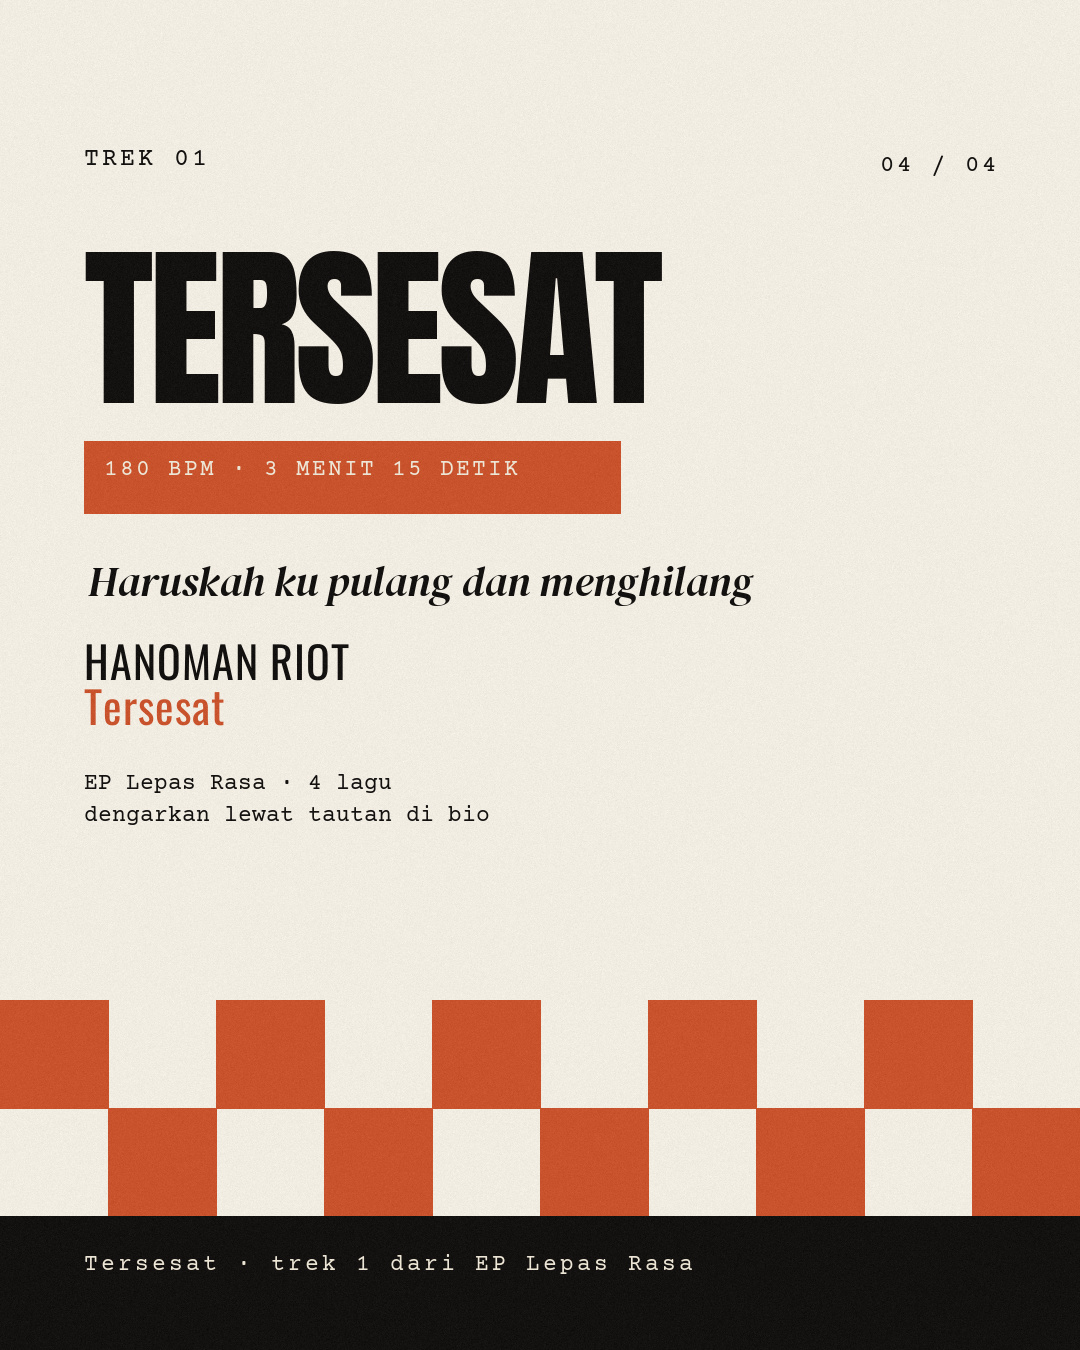 TREK 01
04 / 04
TERSESAT
180 BPM · 3 MENIT 15 DETIK
Haruskah ku pulang dan menghilang
HANOMAN RIOT
Tersesat
EP Lepas Rasa · 4 lagu
dengarkan lewat tautan di bio
Tersesat · trek 1 dari EP Lepas Rasa